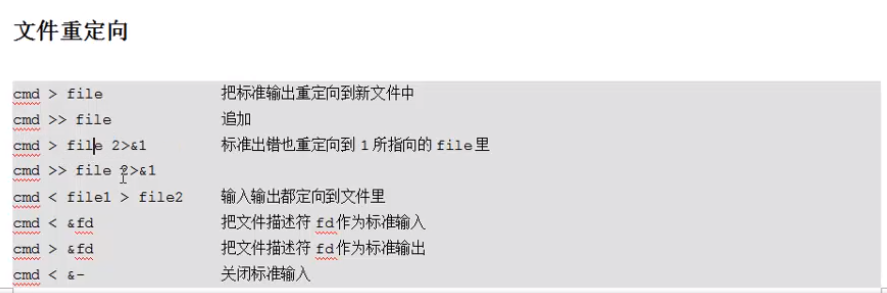 文件重定向
cmd > file 把标准输出重定向到新文件中
cmd >> file 追加
cmd > file 2>&1 标准出错也重定向到 1 所指向的 file 里
cmd >> file 2>&1
cmd < file1 > file2 输入输出都定向到文件里
cmd < &fd 把文件描述符 fd 作为标准输入
cmd > &fd 把文件描述符 fd 作为标准输出
cmd < &- 关闭标准输入